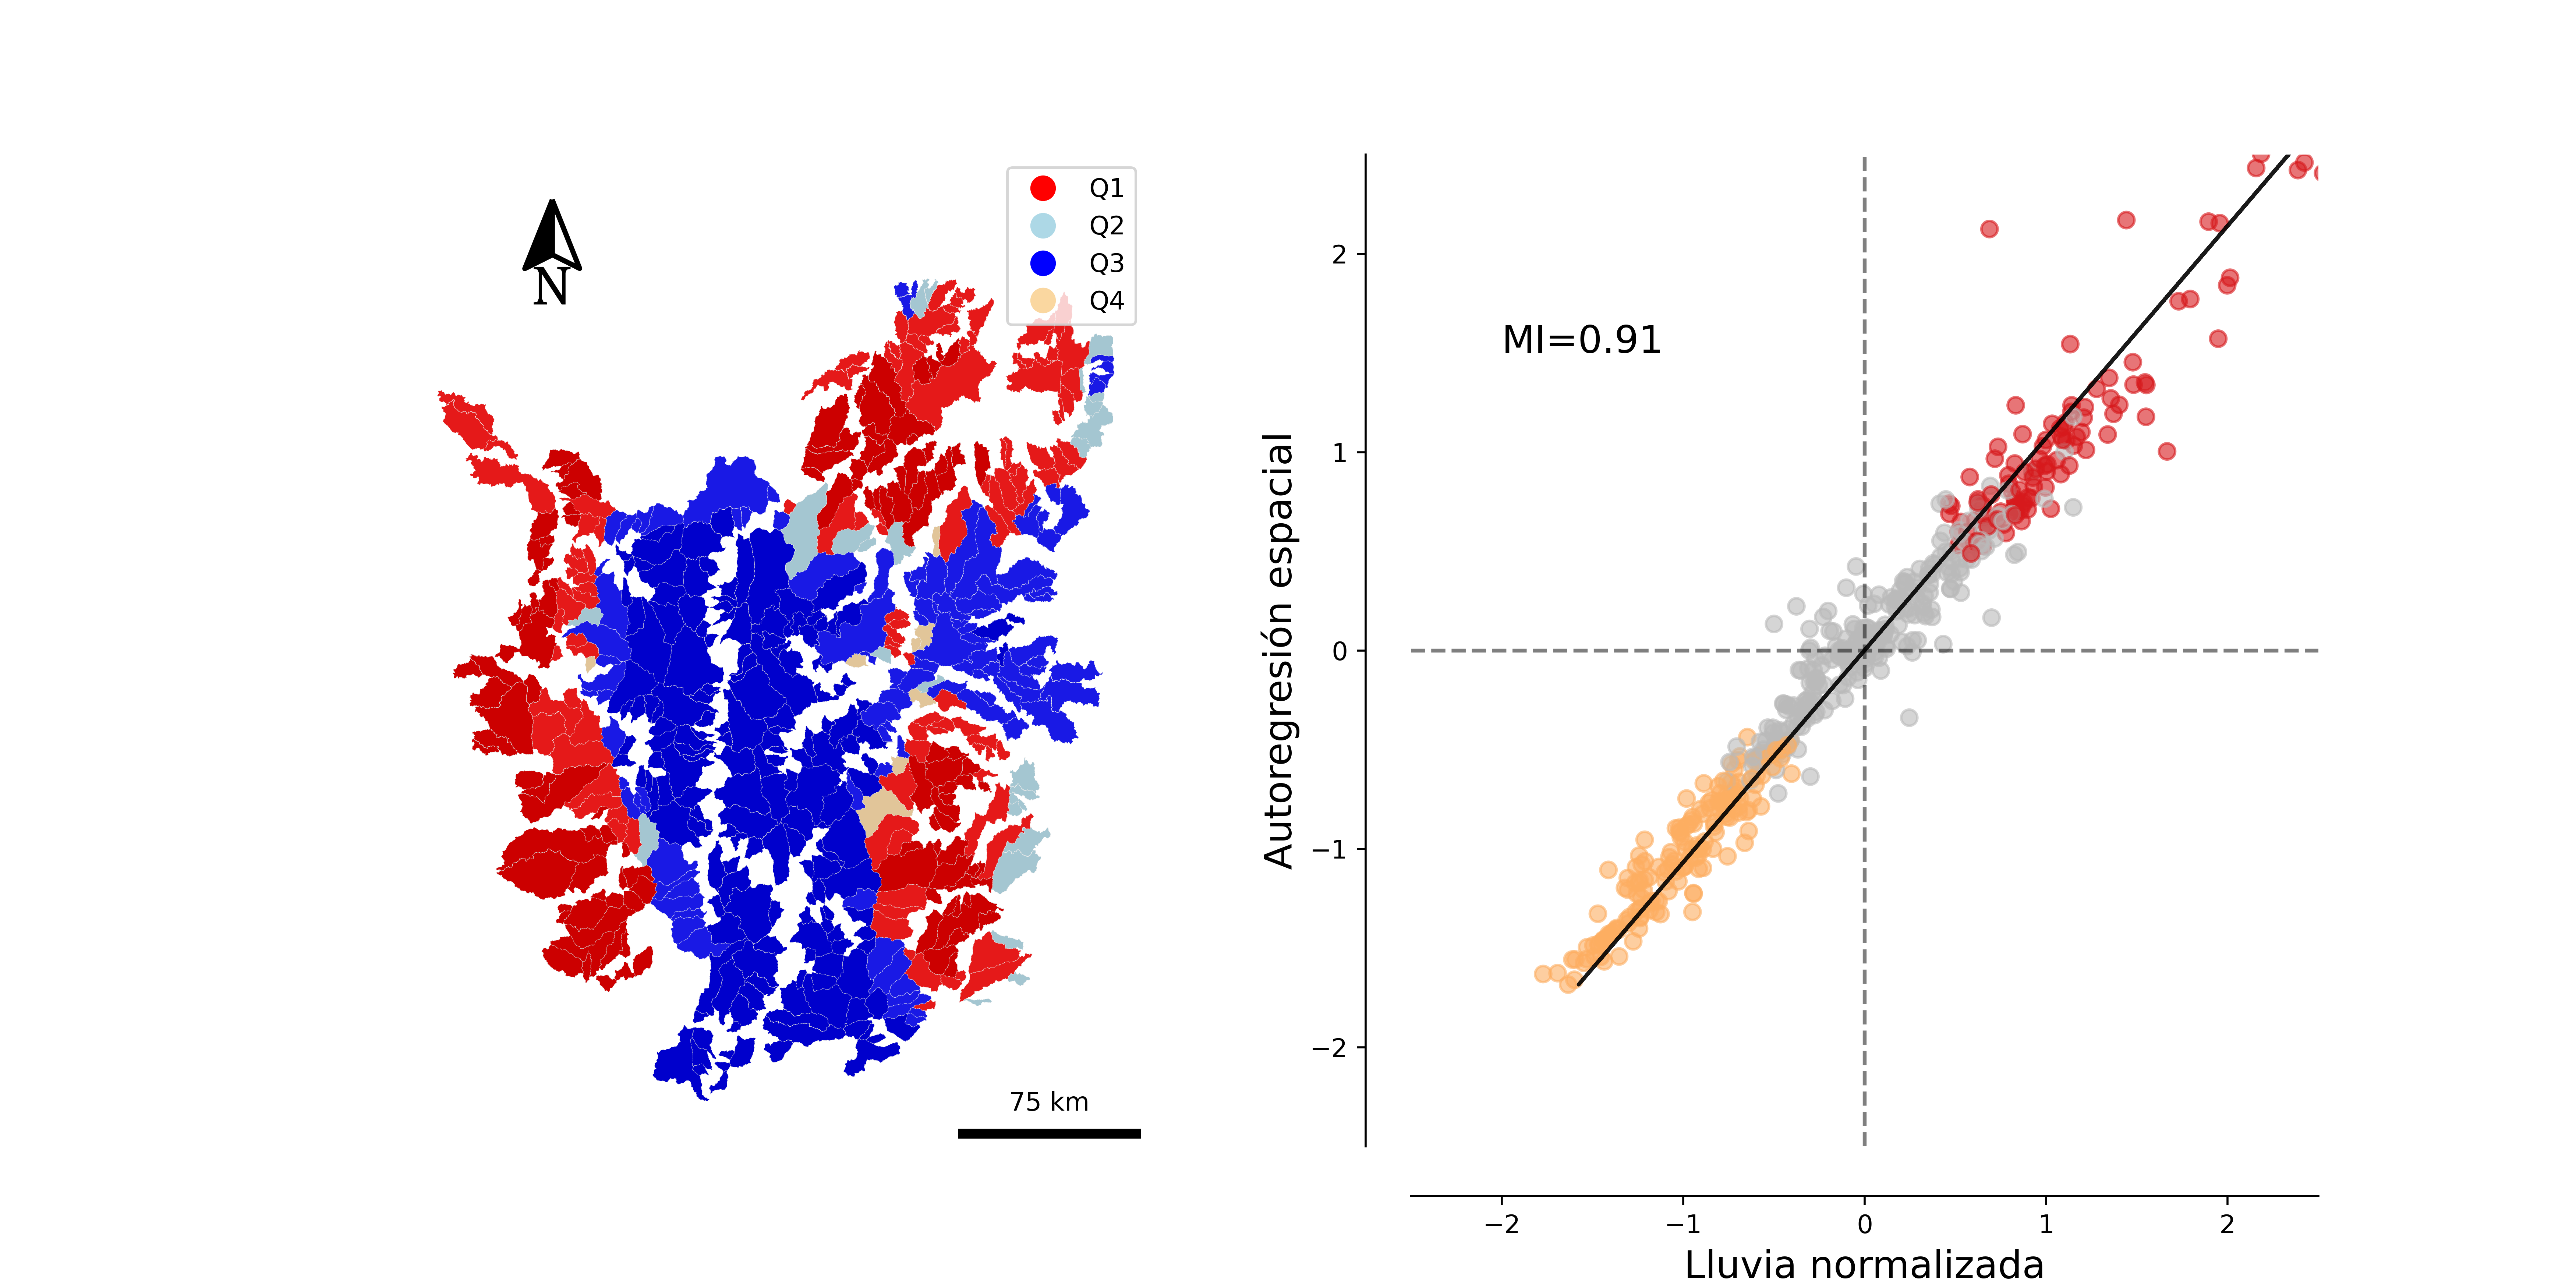 N
Q1
Q2
Q3
Q4
75 km
MI=0.91
Autoregresión espacial
2
1
0
−1
−2
−2
−1
0
1
2
Lluvia normalizada